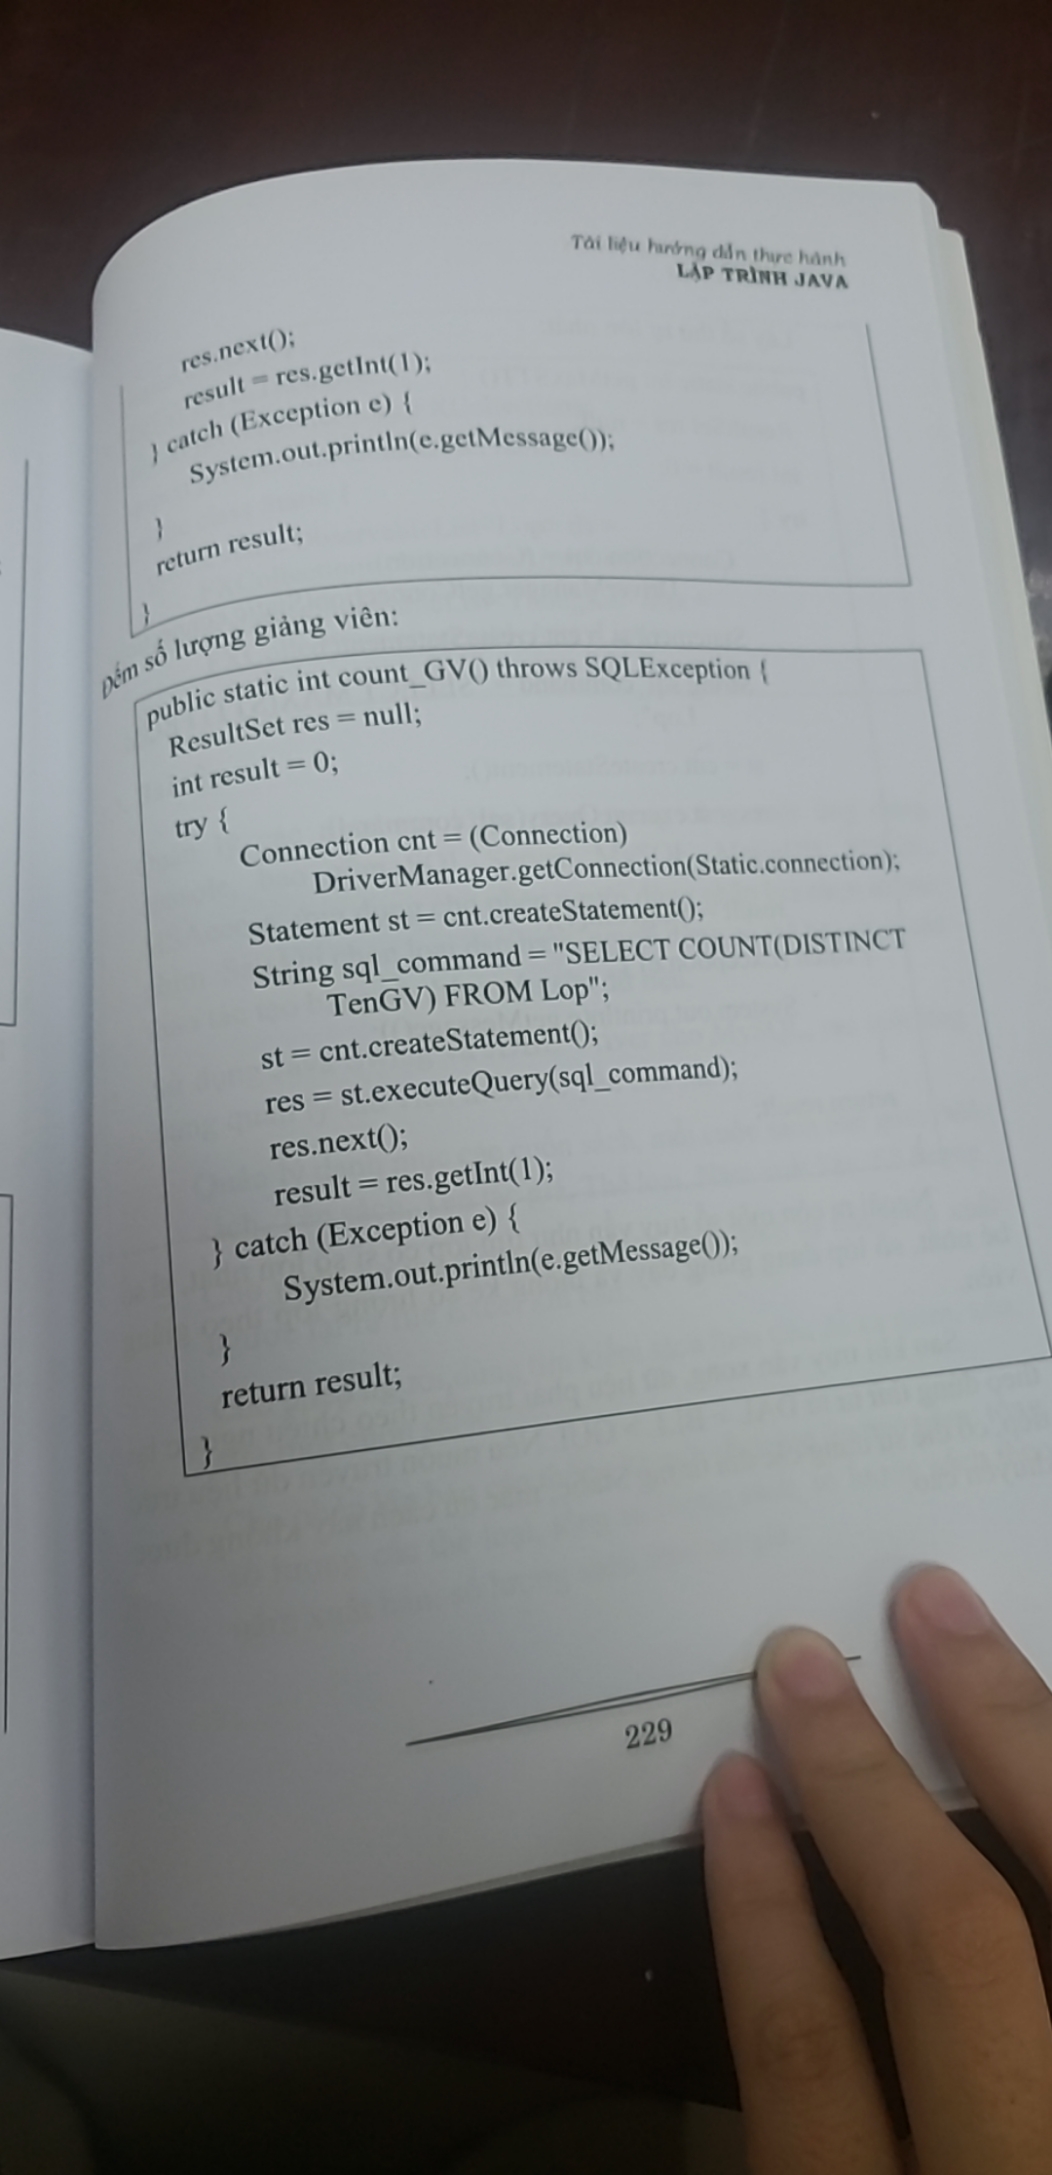 Tài liệu hướng dẫn thực hành
LẬP TRÌNH JAVA
res.next();
result = res.getInt(1);
} catch (Exception e) {
System.out.println(e.getMessage());
}
return result;
}
Đếm số lượng giảng viên:
public static int count_GV() throws SQLException {
ResultSet res = null;
int result = 0;
try {
Connection cnt = (Connection)
DriverManager.getConnection(Static.connection);
Statement st = cnt.createStatement();
String sql_command = "SELECT COUNT(DISTINCT
TenGV) FROM Lop";
st = cnt.createStatement();
res = st.executeQuery(sql_command);
res.next();
result = res.getInt(1);
} catch (Exception e) {
System.out.println(e.getMessage());
}
return result;
}
229